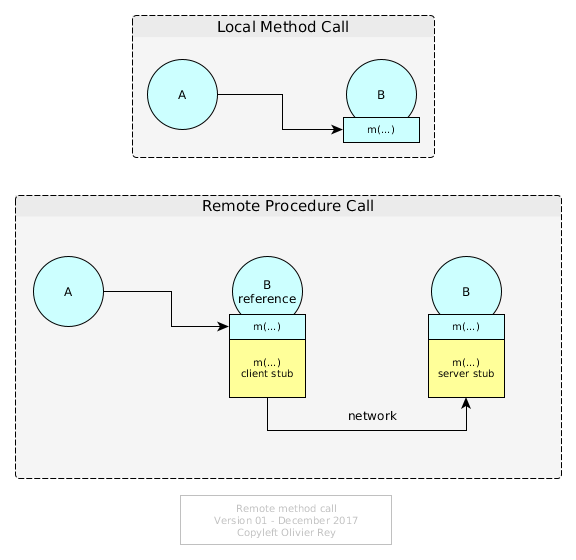 Local Method Call
A
B
m(...)
Remote Procedure Call
A
B
reference
B
m(...)
m(...)
m(...)
client stub
m(...)
server stub
network
Remote method call
Version 01 - December 2017
Copyleft Olivier Rey